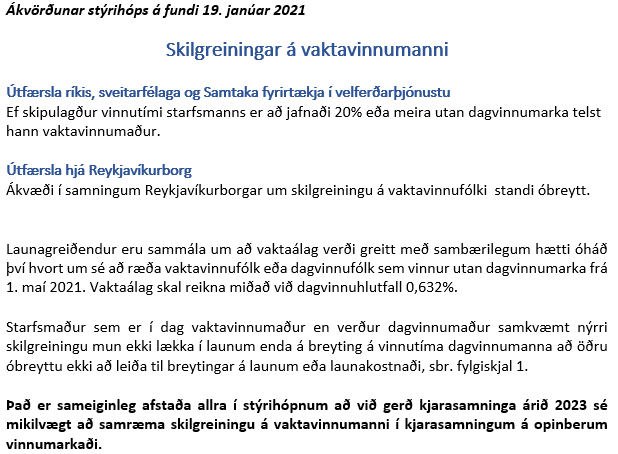 Ákvörðunar stýrihóps á fundi 19. janúar 2021
Skilgreiningar á vaktavinnumanni
Útfærsla ríkis, sveitarfélaga og Samtaka fyrirtækja í velferðarþjónustu
Ef skipulagður vinnutími starfsmanns er að jafnaði 20% eða meira utan dagvinnumarka telst
hann vaktavinnumaður.
Útfærsla hjá Reykjavíkurborg
Ákvæði í samningum Reykjavíkurborgar um skilgreiningu á vaktavinnufólki standi óbreytt.
Launagreiðendur eru sammála um að vaktaálag verði greitt með sambærilegum hætti óháð
því hvort um sé að ræða vaktavinnufólk eða dagvinnufólk sem vinnur utan dagvinnumarka frá
1. maí 2021. Vaktaálag skal reikna miðað við dagvinnuhlutfall 0,632%.
Starfsmaður sem er í dag vaktavinnumaður en verður dagvinnumaður samkvæmt nýrri
skilgreiningu mun ekki lækka í launum enda á breyting á vinnutíma dagvinnumanna að öðru
óbreyttu ekki að leiða til breytingar á launum eða launakostnaði, sbr. fylgiskjal 1.
Það er sameiginleg afstaða allra í stýrihópnum að við gerð kjarasamninga árið 2023 sé
mikilvægt að samræma skilgreiningu á vaktavinnumanni í kjarasamningum á opinberum
vinnumarkaði.